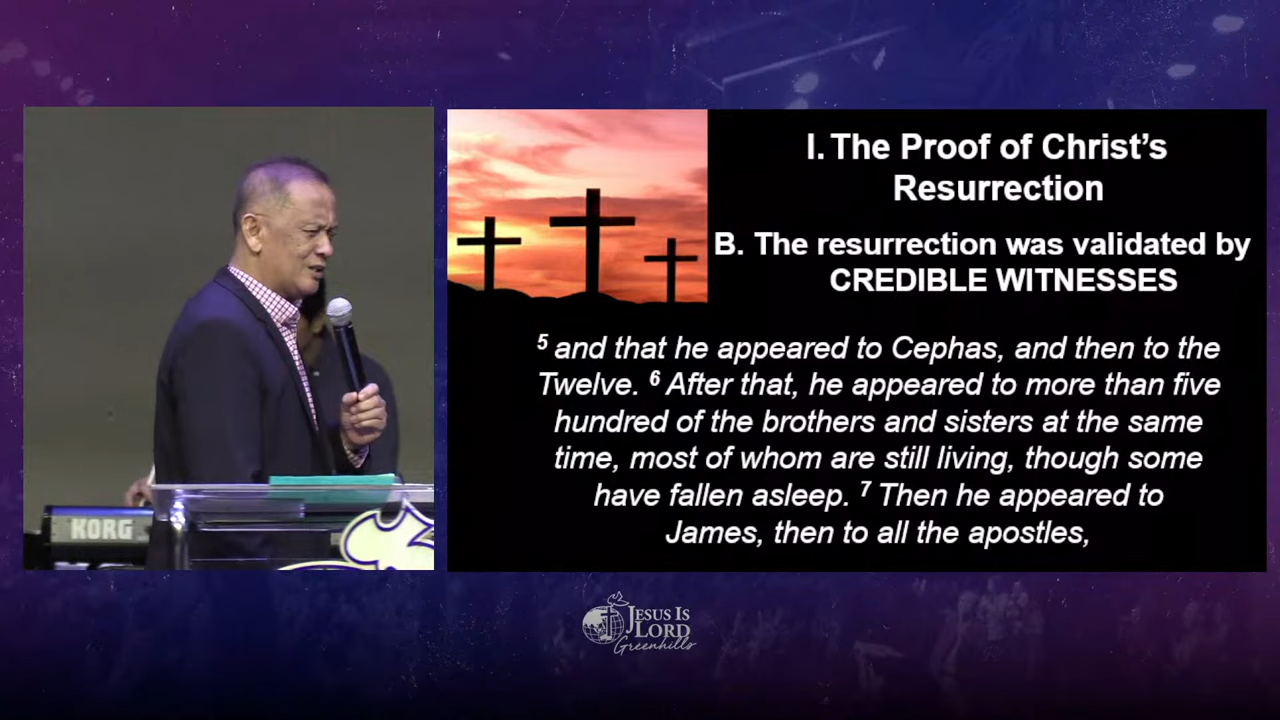 I. The Proof of Christ's
Resurrection
B. The resurrection was validated by
CREDIBLE WITNESSES
5 and that he appeared to Cephas, and then to the
Twelve. 6 After that, he appeared to more than five
hundred of the brothers and sisters at the same
time, most of whom are still living, though some
have fallen asleep. 7 Then he appeared to
James, then to all the apostles,
KORG
JESUS IS
LORD
Greenhills